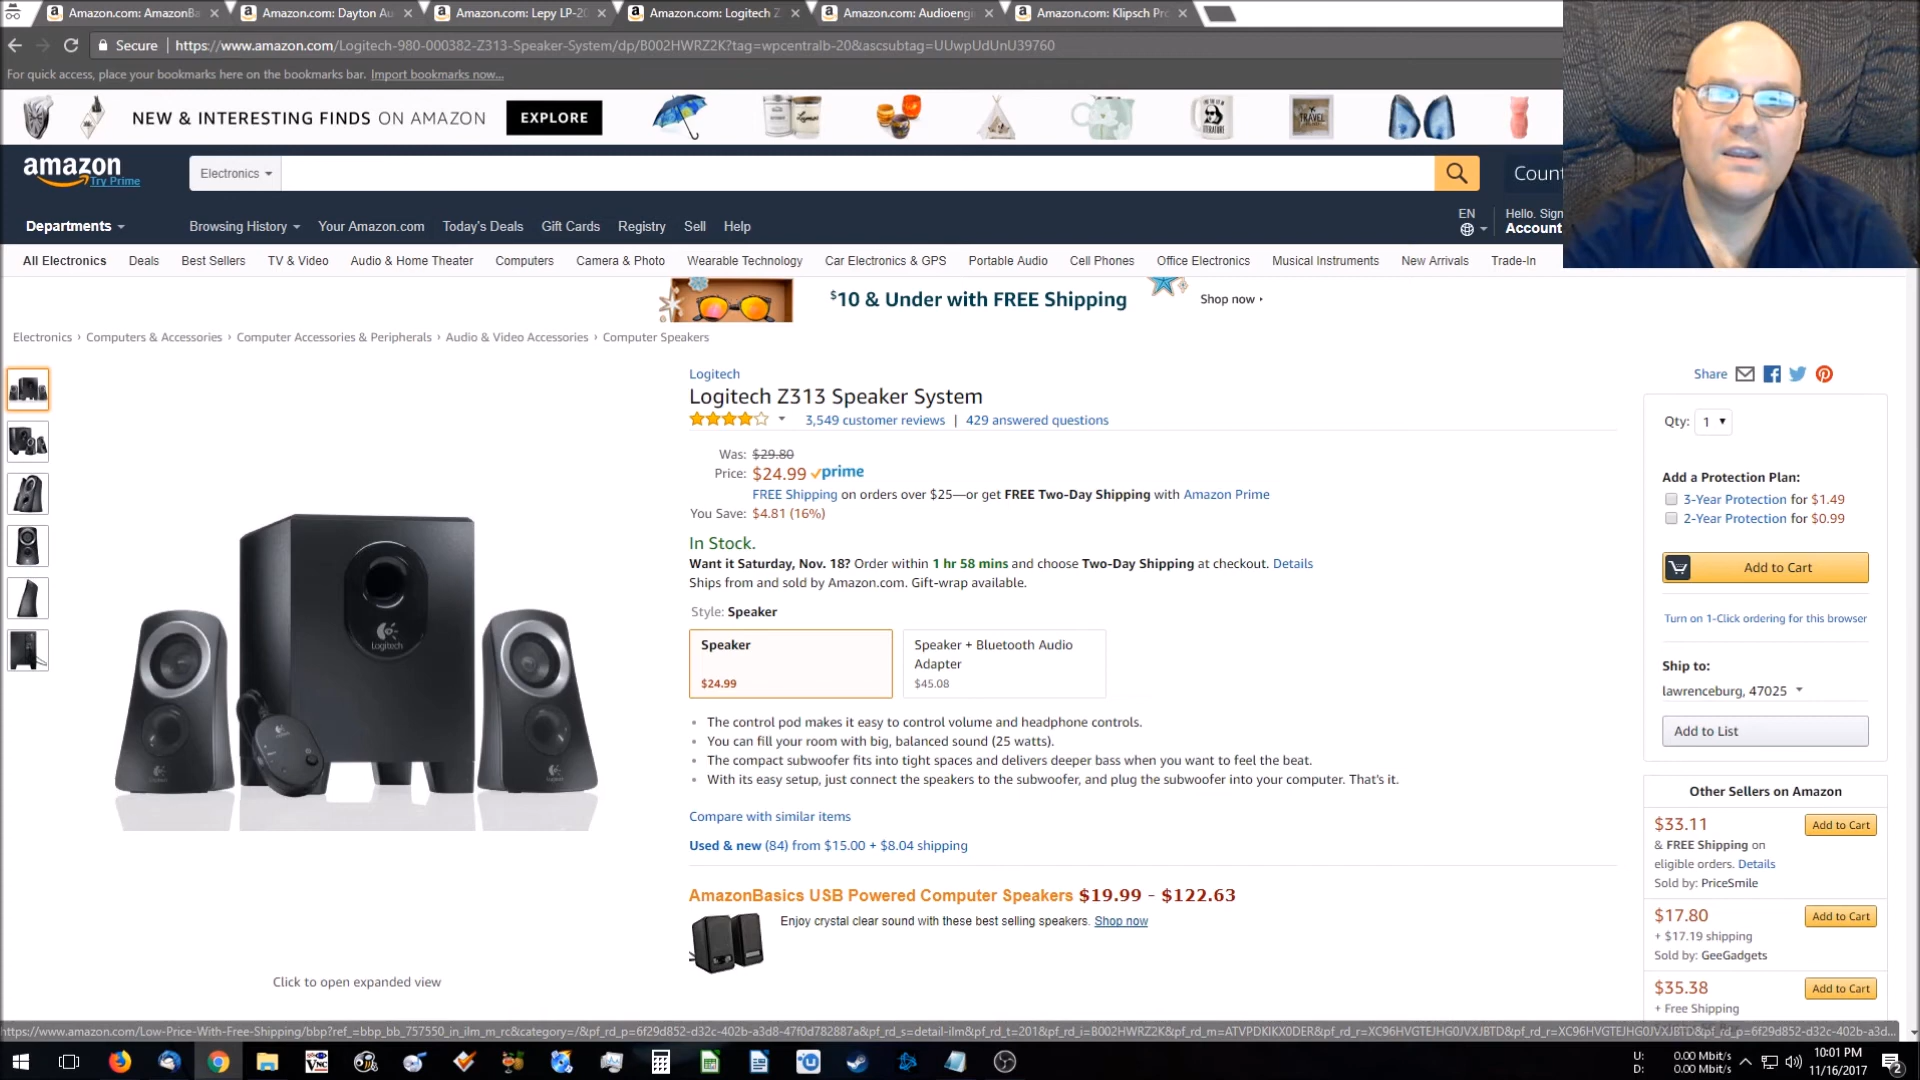 Amazon.com: AmazonBa
Amazon.com: Dayton Au
Amazon.com: Lepy LP-20
Amazon.com: Logitech Z
Amazon.com: Audioengi
Amazon.com: Klipsch Pro
Secure
https://www.amazon.com/Logitech-980-000382-Z313-Speaker-System/dp/B002HWRZ2K?tag=wpcentralb-20&ascsubtag=UUwpUdUnU39760
For quick access, place your bookmarks here on the bookmarks bar. Import bookmarks now...
NEW & INTERESTING FINDS ON AMAZON EXPLORE
TRAVEL
amazon
Try Prime
Electronics
Count
Departments
Browsing History Your Amazon.com Today's Deals Gift Cards Registry Sell Help
EN
Hello. Sign
Account
All Electronics Deals Best Sellers TV & Video Audio & Home Theater Computers Camera & Photo Wearable Technology Car Electronics & GPS Portable Audio Cell Phones Office Electronics Musical Instruments New Arrivals Trade-In
$10 & Under with FREE Shipping Shop now ›
Electronics › Computers & Accessories › Computer Accessories & Peripherals › Audio & Video Accessories › Computer Speakers
Logitech
Logitech Z313 Speaker System
3,549 customer reviews | 429 answered questions
Was: $29.80
Price: $24.99 prime
FREE Shipping on orders over $25—or get FREE Two-Day Shipping with Amazon Prime
You Save: $4.81 (16%)
In Stock.
Want it Saturday, Nov. 18? Order within 1 hr 58 mins and choose Two-Day Shipping at checkout. Details
Ships from and sold by Amazon.com. Gift-wrap available.
Style: Speaker
Speaker
$24.99
Speaker + Bluetooth Audio
Adapter
$45.08
• The control pod makes it easy to control volume and headphone controls.
• You can fill your room with big, balanced sound (25 watts).
• The compact subwoofer fits into tight spaces and delivers deeper bass when you want to feel the beat.
• With its easy setup, just connect the speakers to the subwoofer, and plug the subwoofer into your computer. That's it.
Compare with similar items
Used & new (84) from $15.00 + $8.04 shipping
AmazonBasics USB Powered Computer Speakers $19.99 - $122.63
Enjoy crystal clear sound with these best selling speakers. Shop now
Logitech
Click to open expanded view
Share
Qty: 1
Add a Protection Plan:
3-Year Protection for $1.49
2-Year Protection for $0.99
Add to Cart
Turn on 1-Click ordering for this browser
Ship to:
lawrenceburg, 47025
Add to List
Other Sellers on Amazon
$33.11 Add to Cart
& FREE Shipping on
eligible orders. Details
Sold by: PriceSmile
$17.80 Add to Cart
+ $17.19 shipping
Sold by: GeeGadgets
$35.38 Add to Cart
+ Free Shipping
U: 0.00 Mbit/s
D: 0.00 Mbit/s
10:01 PM
11/16/2017
2